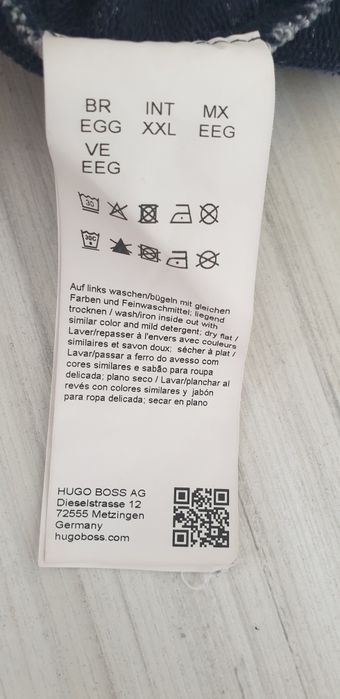 BR INT MX
EGG XXL EEG
VE
EEG
30
30C
Auf links waschen/bügeln mit gleichen
Farben und Feinwaschmittel; liegend
trocknen / wash/iron inside out with
similar color and mild detergent; dry flat /
Laver/repasser à l'envers avec couleurs
similaires et savon doux; sécher à plat /
Lavar/passar a ferro do avesso com
cores similares e sabão para roupa
delicada; plano seco / Lavar/planchar al
revés con colores similares y jabón
para ropa delicada; secar en plano
HUGO BOSS AG
Dieselstrasse 12
72555 Metzingen
Germany
hugoboss.com